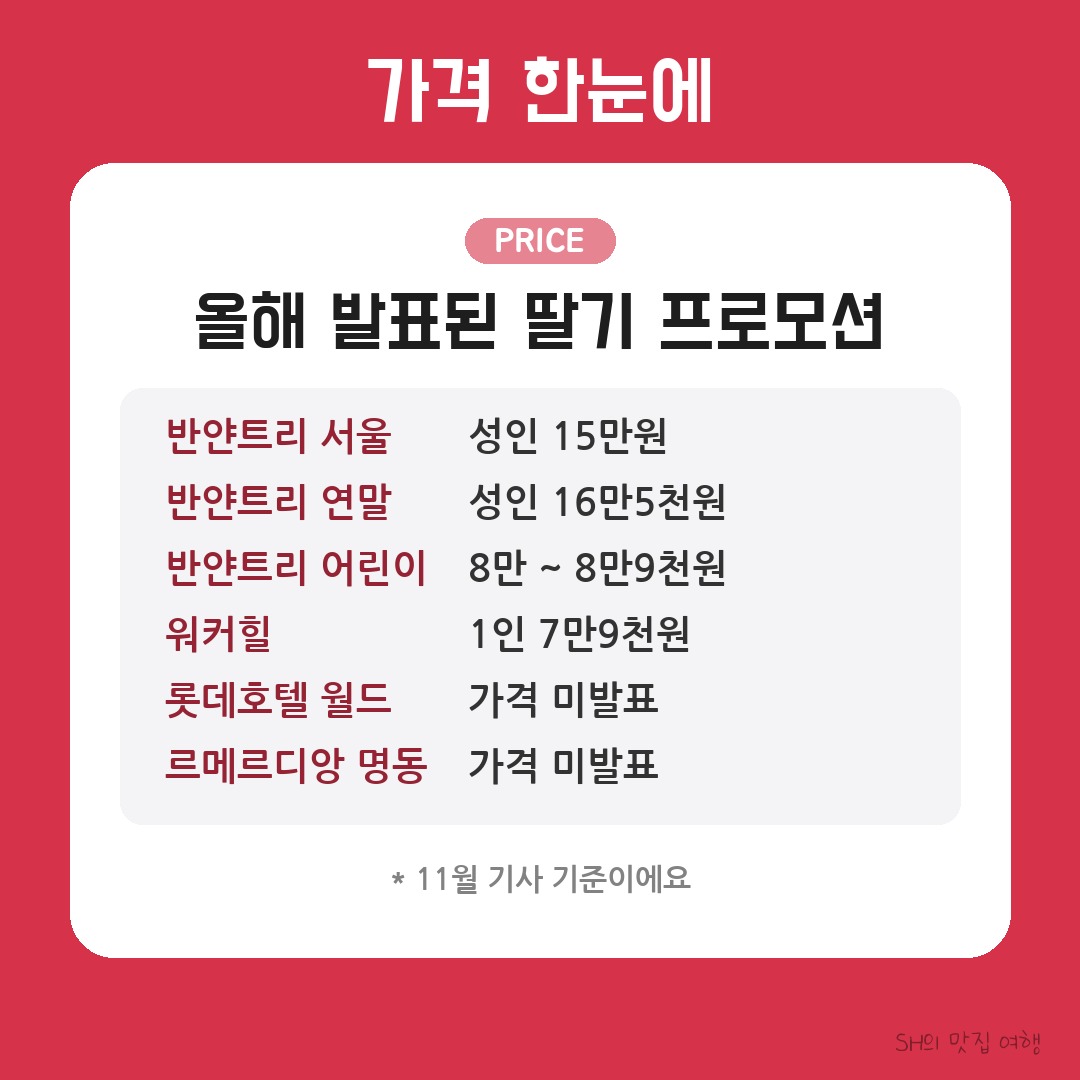 가격 한눈에
PRICE
올해 발표된 딸기 프로모션
반얀트리 서울 성인 15만원
반얀트리 연말 성인 16만5천원
반얀트리 어린이 8만 ~ 8만9천원
워커힐 1인 7만9천원
롯데호텔 월드 가격 미발표
르메르디앙 명동 가격 미발표
* 11월 기사 기준이에요
SH의 맛집 여행